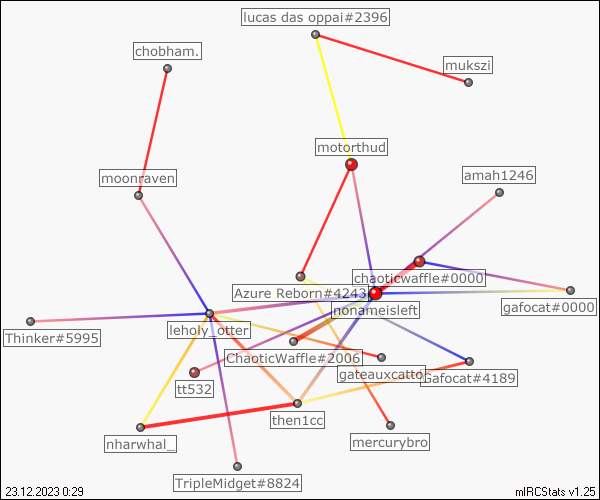 lucas das oppai#2396
chobham.
mukszi
motorthud
moonraven
amah1246
chaoticwaffle#0000
Azure Reborn#4243
gafocat#0000
nonameisleft
leholy_otter
Thinker#5995
ChaoticWaffle#2006
gateauxcatto
Gafocat#4189
tt532
then1cc
nharwhal_
mercurybro
TripleMidget#8824
23.12.2023 0:29
mIRCStats v1.25